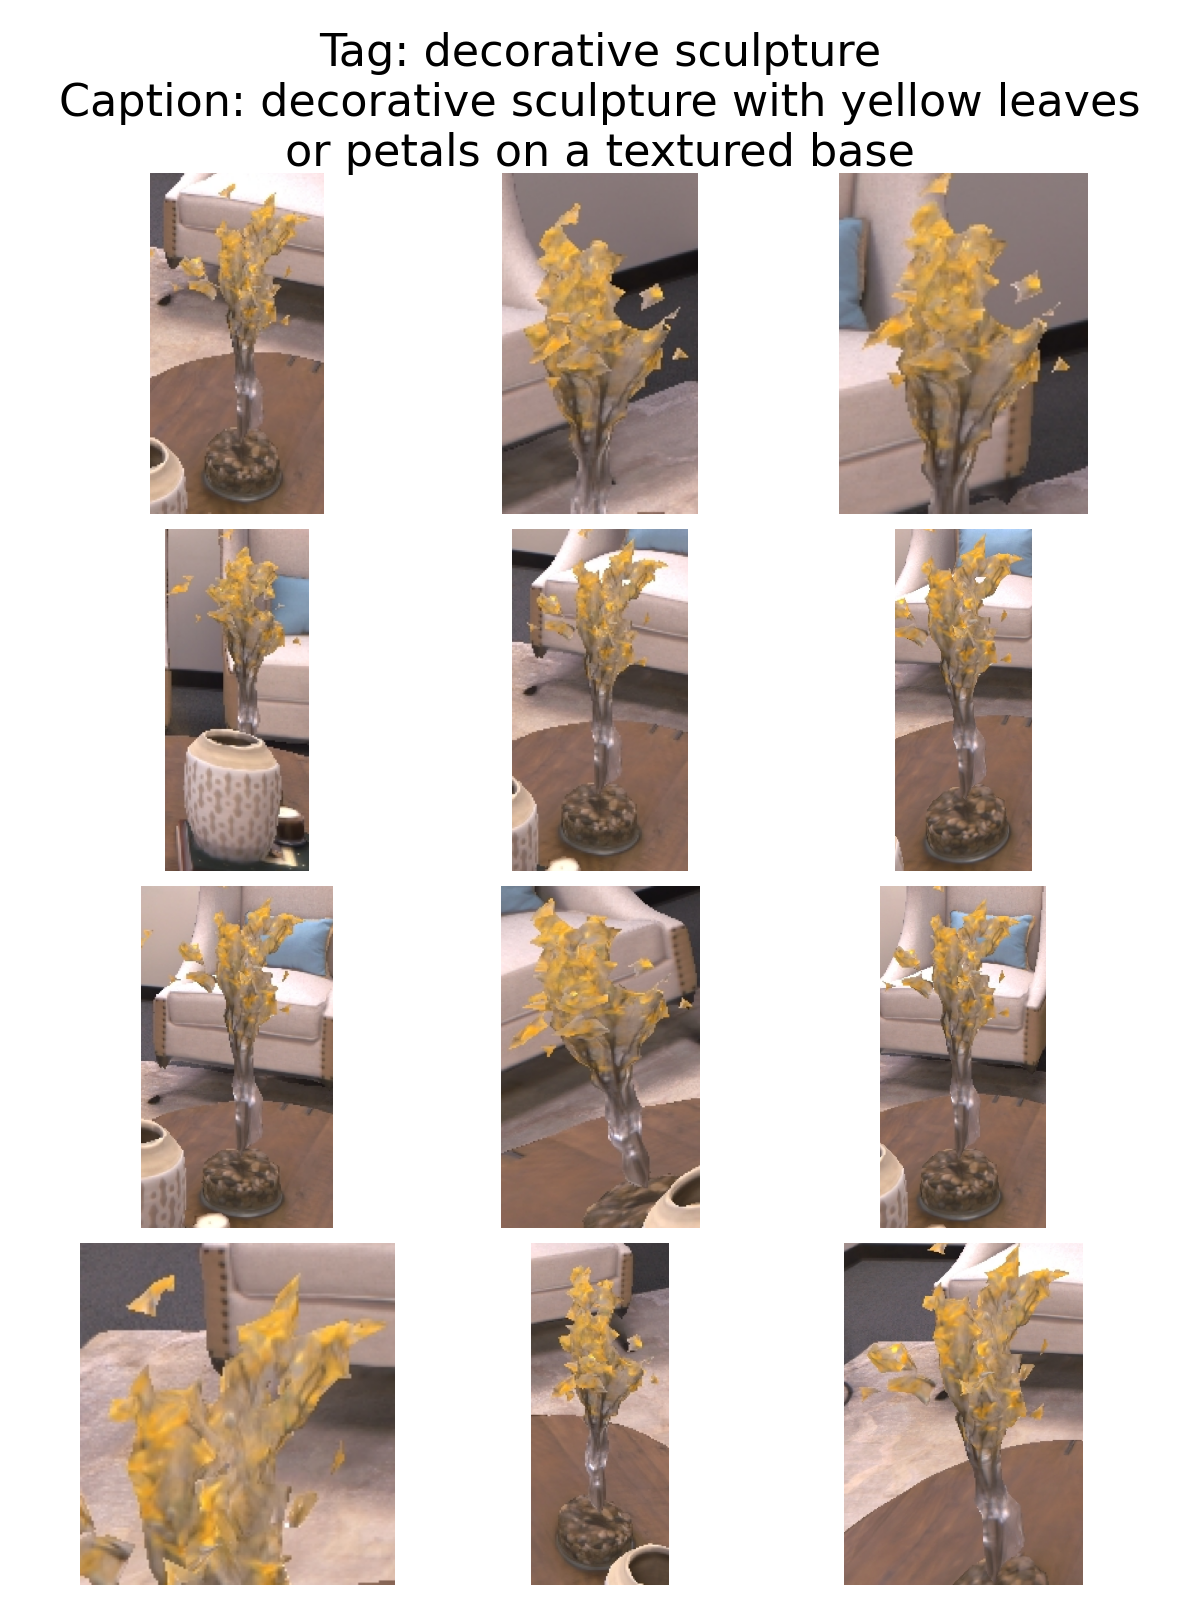 Tag: decorative sculpture
Caption: decorative sculpture with yellow leaves
or petals on a textured base